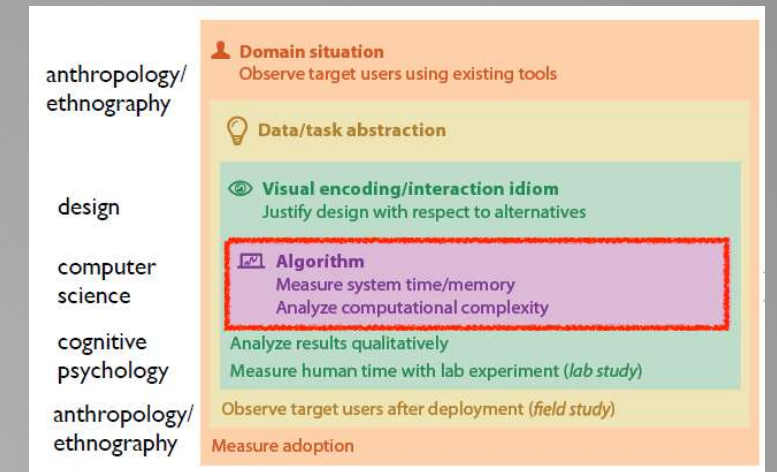 anthropology/
ethnography
Domain situation
Observe target users using existing tools
Data/task abstraction
design
Visual encoding/interaction idiom
Justify design with respect to alternatives
computer
science
Algorithm
Measure system time/memory
Analyze computational complexity
cognitive
psychology
Analyze results qualitatively
Measure human time with lab experiment (lab study)
anthropology/
ethnography
Observe target users after deployment (field study)
Measure adoption